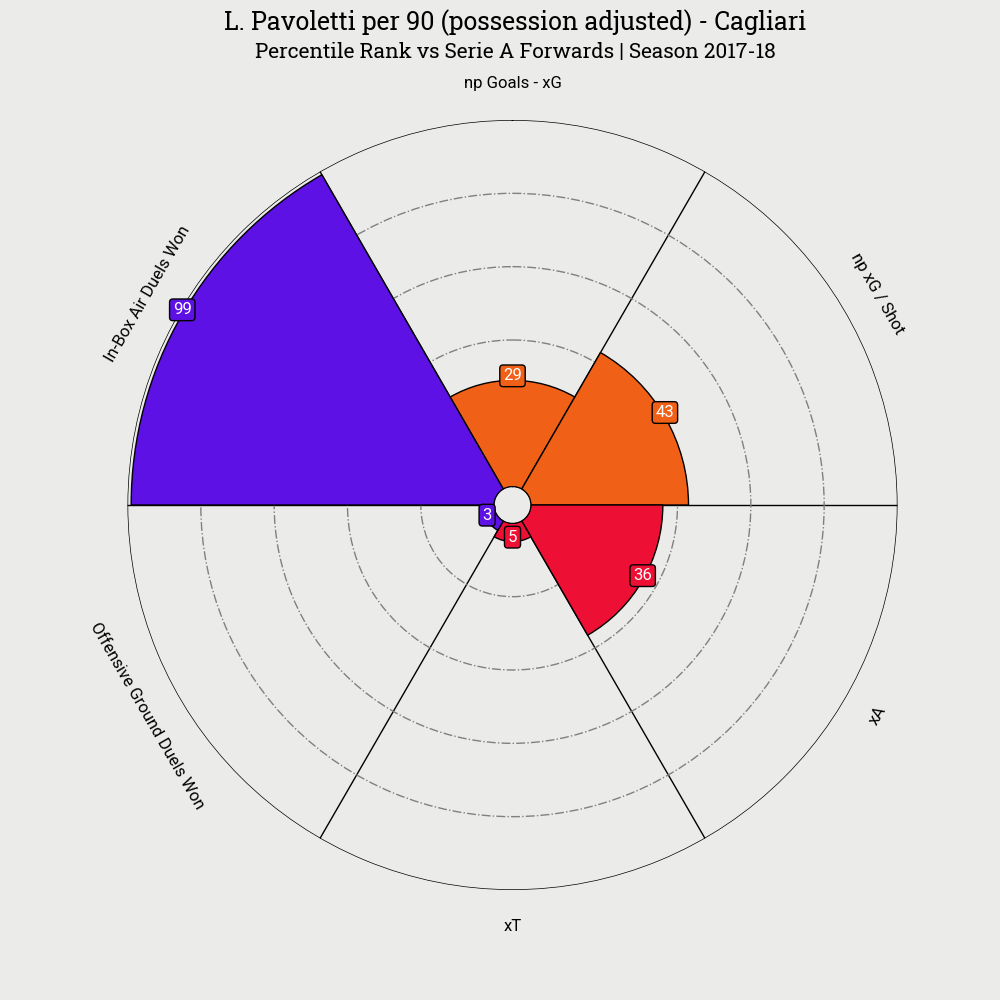 L. Pavoletti per 90 (possession adjusted) - Cagliari
Percentile Rank vs Serie A Forwards | Season 2017-18
np Goals - xG
np xG / Shot
In-Box Air Duels Won
99
29
43
3
5
36
Offensive Ground Duels Won
xA
xT